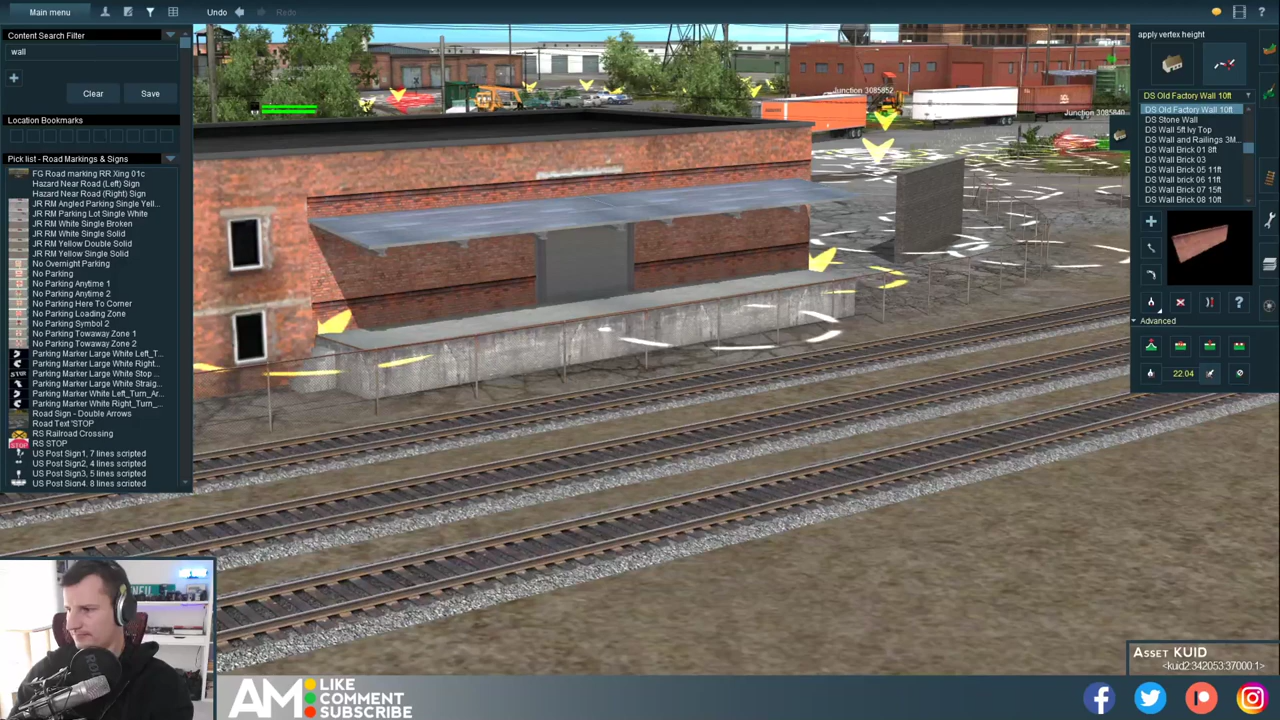 Main menu
Undo
Redo
?
Content Search Filter
wall
Clear
Save
Location Bookmarks
Pick list - Road Markings & Signs
FG Road marking RR Xing 01c
Hazard Near Road (Left) Sign
Hazard Near Road (Right) Sign
JR RM Angled Parking Single Yell...
JR RM Parking Lot Single White
JR RM White Single Broken
JR RM White Single Solid
JR RM Yellow Double Solid
JR RM Yellow Single Solid
No Overnight Parking
No Parking
No Parking Anytime 1
No Parking Anytime 2
No Parking Here To Corner
No Parking Loading Zone
No Parking Symbol 2
No Parking Towaway Zone 1
No Parking Towaway Zone 2
Parking Marker Large White Left_T...
Parking Marker Large White Right...
Parking Marker Large White Stop ...
Parking Marker Large White Straig...
Parking Marker White Left_Turn_Ar...
Parking Marker White Right_Turn_...
Road Sign - Double Arrows
Road Text 'STOP'
RS Railroad Crossing
RS STOP
US Post Sign1, 7 lines scripted
US Post Sign2, 4 lines scripted
US Post Sign3, 5 lines scripted
US Post Sign4, 8 lines scripted
Junction 3085852
Junction 3085840
apply vertex height
DS Old Factory Wall 10ft
DS Old Factory Wall 10ft
DS Stone Wall
DS Wall 5ft Ivy Top
DS Wall and Railings 3M...
DS Wall Brick 01 8ft
DS Wall Brick 03
DS Wall Brick 05 11ft
DS Wall Brick 06 11ft
DS Wall Brick 07 15ft
DS Wall Brick 08 10ft
?
Advanced
22.04
ASSET KUID
<kuid2:342053:37000:1>
AM
LIKE
COMMENT
SUBSCRIBE